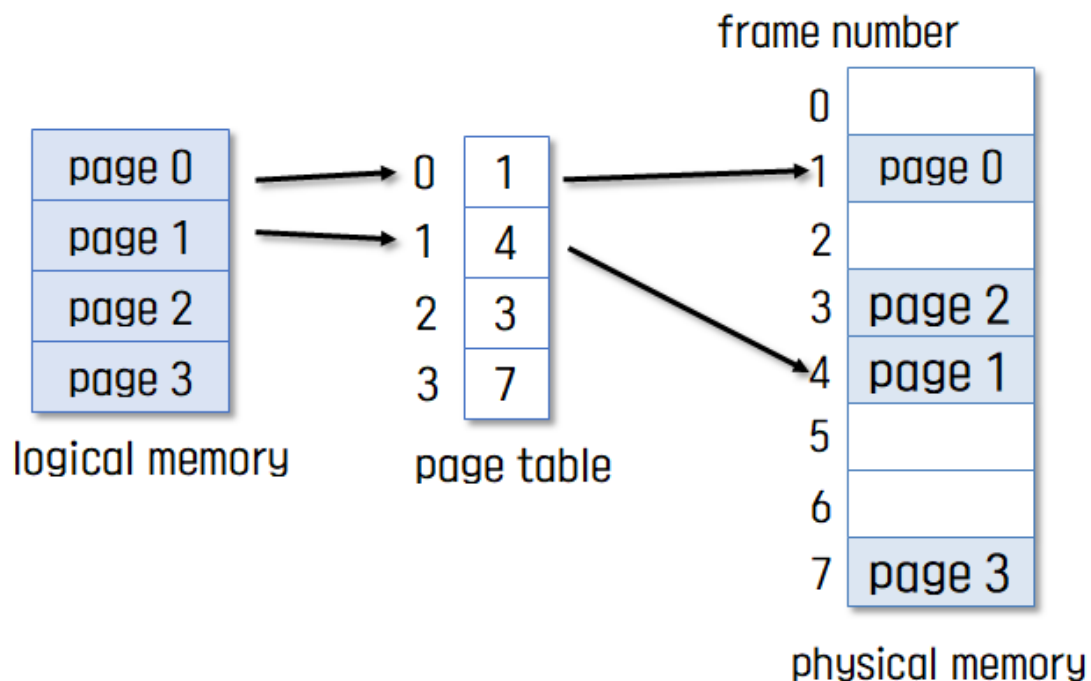 frame number
0
page 0
0
1
1
page 0
page 1
1
4
2
page 2
2
3
3
page 2
page 3
3
7
4
page 1
logical memory
page table
5
6
7
page 3
physical memory